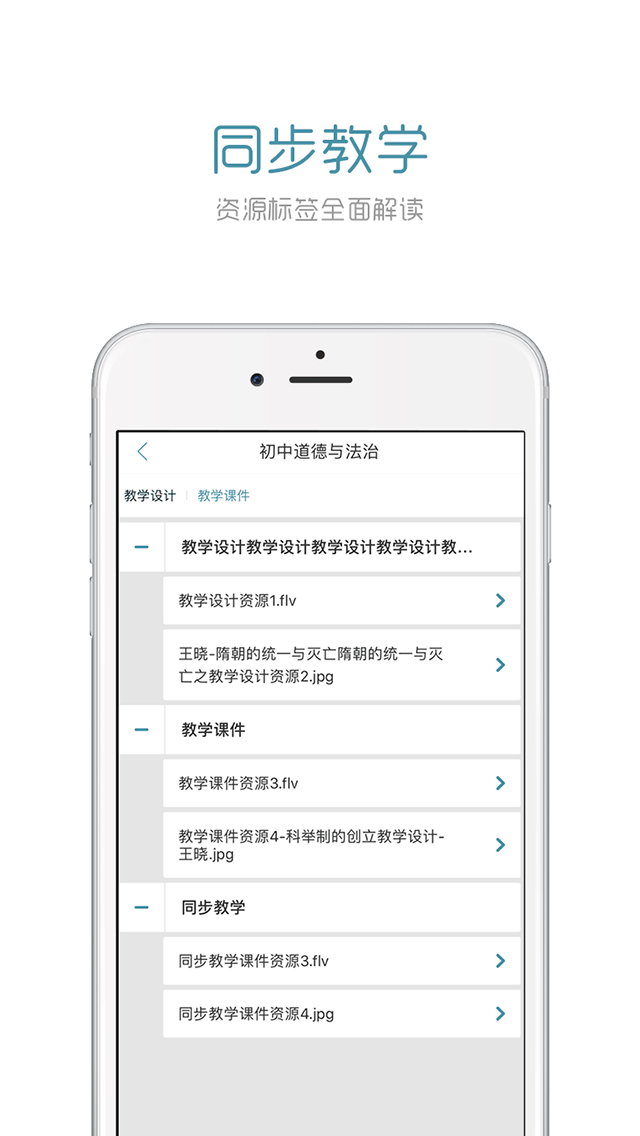 同步教学
资源标签全面解读
初中道德与法治
教学设计
教学课件
教学设计教学设计教学设计教学设计教...
教学设计资源1.flv
王晓-隋朝的统一与灭亡隋朝的统一与灭
亡之教学设计资源2.jpg
教学课件
教学课件资源3.flv
教学课件资源4-科举制的创立教学设计-
王晓.jpg
同步教学
同步教学课件资源3.flv
同步教学课件资源4.jpg